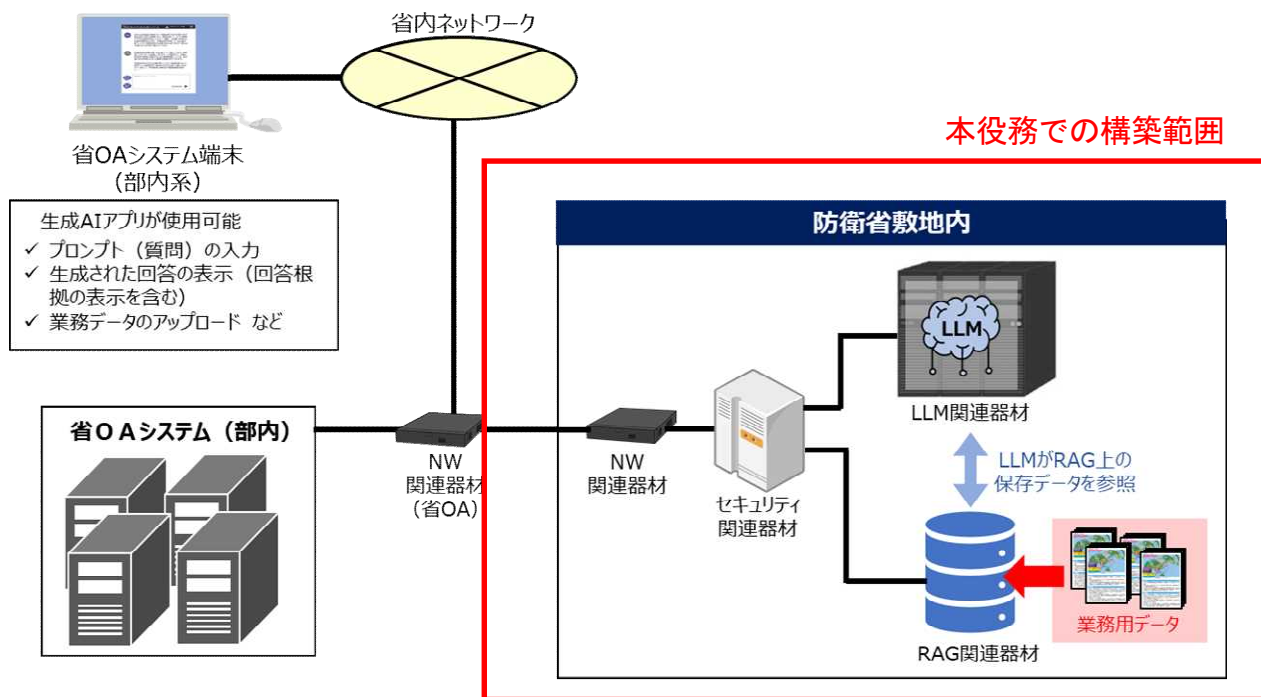 省内ネットワーク
本役務での構築範囲
省OAシステム端末
（部内系）
生成AIアプリが使用可能
✓ プロンプト（質問）の入力
✓ 生成された回答の表示（回答根
拠の表示を含む）
✓ 業務データのアップロード など
防衛省敷地内
LLM
LLM関連器材
省ＯＡシステム（部内）
NW
関連器材
（省OA）
NW
関連器材
セキュリティ
関連器材
LLMがRAG上の
保存データを参照
業務用データ
RAG関連器材